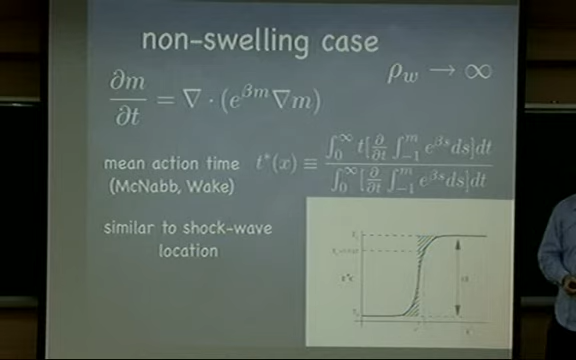 non-swelling case
ρ_w → ∞
∂m/∂t = ∇ · (e^{βm} ∇m)
mean action time
(McNabb, Wake)
t*(x) ≡ ∫_0^∞ t[∂/∂t ∫_{-1}^m e^{βs} ds]dt / ∫_0^∞ [∂/∂t ∫_{-1}^m e^{βs} ds]dt
similar to shock-wave
location